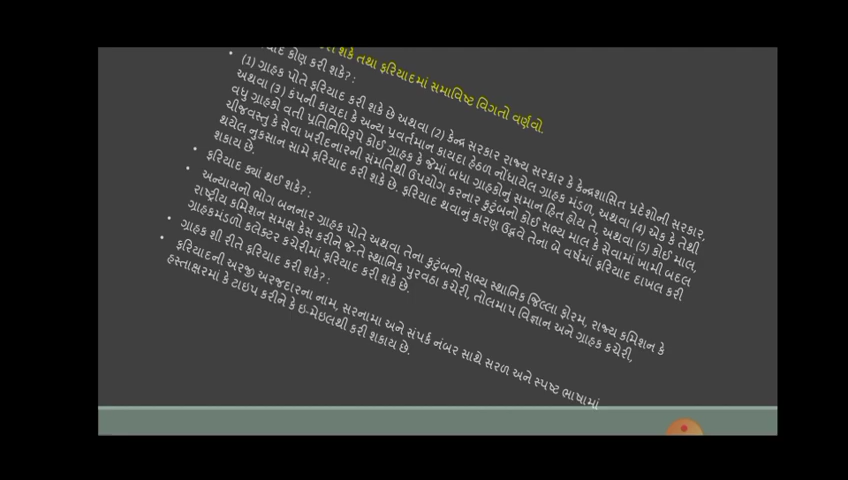 કરી શકે તથા ફરિયાદમાં સમાવિષ્ટ વિગતો વર્ણવો.
કોણ કરી શકે? :
(1) ગ્રાહક પોતે ફરિયાદ કરી શકે છે અથવા (2) કેન્દ્ર સરકાર રાજ્ય સરકાર કે કેન્દ્રશાસિત પ્રદેશોની સરકાર,
અથવા (3) કંપની કાયદા કે અન્ય પ્રવર્તમાન કાયદા હેઠળ નોંધાયેલ ગ્રાહક મંડળ, અથવા (4) એક કે તેથી
વધુ ગ્રાહકો વતી પ્રતિનિધિરૂપે કોઈ ગ્રાહક કે જેમાં બધા ગ્રાહકોનું સમાન હિત હોય તે, અથવા (5) કોઈ માલ,
ચીજવસ્તુ કે સેવા ખરીદનારની સંમતિથી ઉપયોગ કરનાર કુટુંબનો કોઈ સભ્ય માલ કે સેવામાં ખામી બદલ
થયેલ નુકસાન સામે ફરિયાદ કરી શકે છે. ફરિયાદ થવાનું કારણ ઉદ્ભવે તેના બે વર્ષમાં ફરિયાદ દાખલ કરી
શકાય છે.
• ફરિયાદ ક્યાં થઈ શકે? :
• અન્યાયનો ભોગ બનનાર ગ્રાહક પોતે અથવા તેના કુટુંબનો સભ્ય સ્થાનિક જિલ્લા ફોરમ, રાજ્ય કમિશન કે
રાષ્ટ્રીય કમિશન સમક્ષ કેસ કરીને જે-તે સ્થાનિક પુરવઠા કચેરી, તોલમાપ વિજ્ઞાન અને ગ્રાહક કચેરી,
ગ્રાહકમંડળો કલેક્ટર કચેરીમાં ફરિયાદ કરી શકે છે.
• ગ્રાહક શી રીતે ફરિયાદ કરી શકે? :
• ફરિયાદની અરજી અરજદારના નામ, સરનામા અને સંપર્ક નંબર સાથે સરળ અને સ્પષ્ટ ભાષામાં
હસ્તાક્ષરમાં કે ટાઇપ કરીને કે ઇ-મેઇલથી કરી શકાય છે.